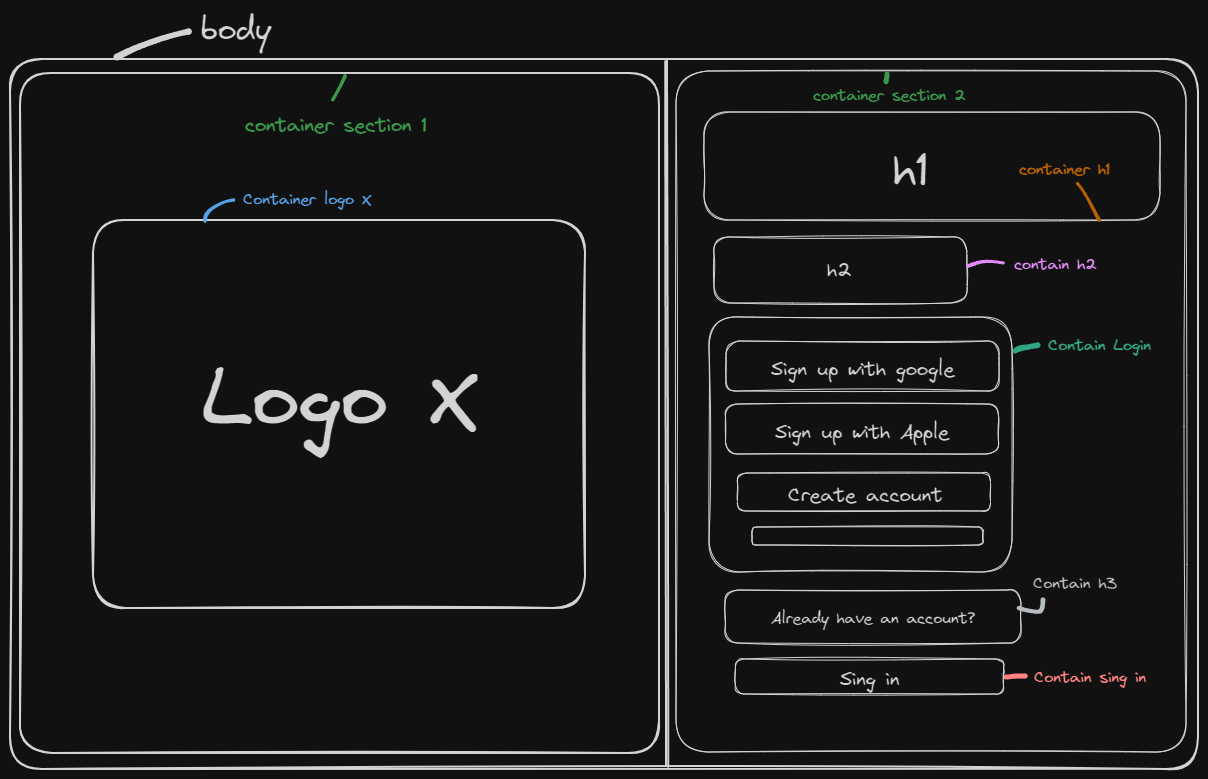 body
container section 1
Container logo X
Logo X
container section 2
h1
container h1
h2
contain h2
Contain Login
Sign up with google
Sign up with Apple
Create account
Contain h3
Already have an account?
Sing in
Contain sing in